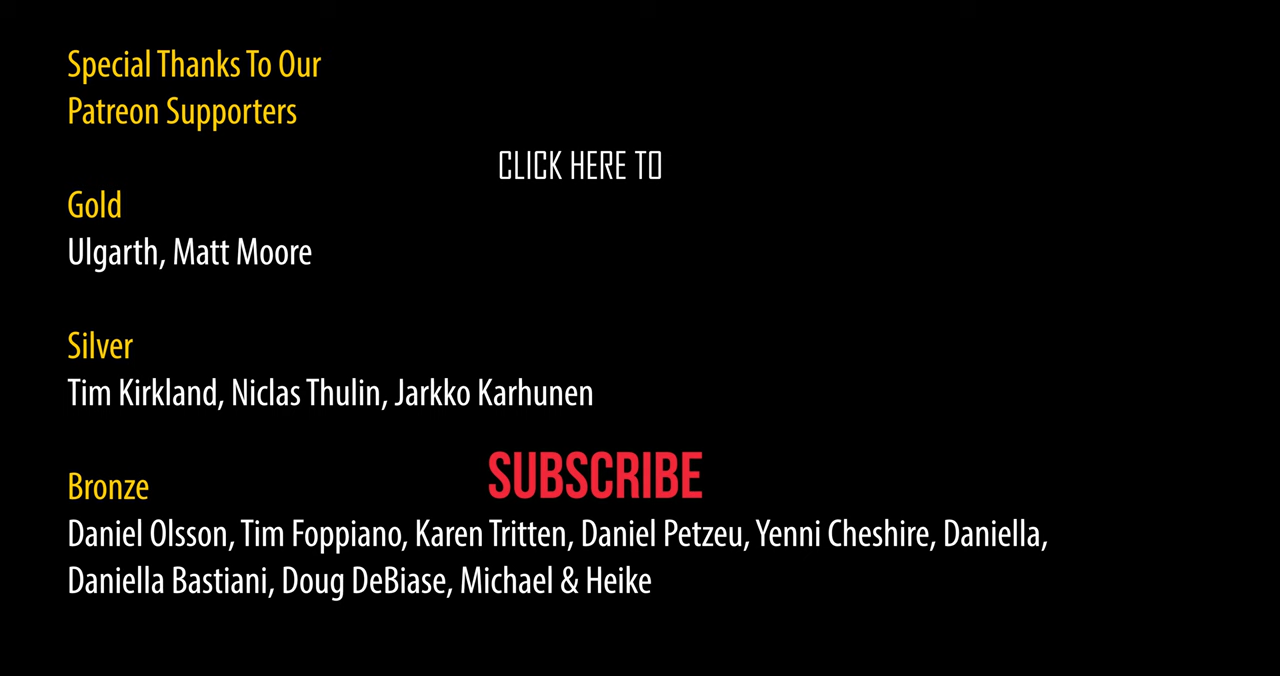 Special Thanks To Our
Patreon Supporters
CLICK HERE TO
Gold
Ulgarth, Matt Moore
Silver
Tim Kirkland, Niclas Thulin, Jarkko Karhunen
SUBSCRIBE
Bronze
Daniel Olsson, Tim Foppiano, Karen Tritten, Daniel Petzeu, Yenni Cheshire, Daniella,
Daniella Bastiani, Doug DeBiase, Michael & Heike